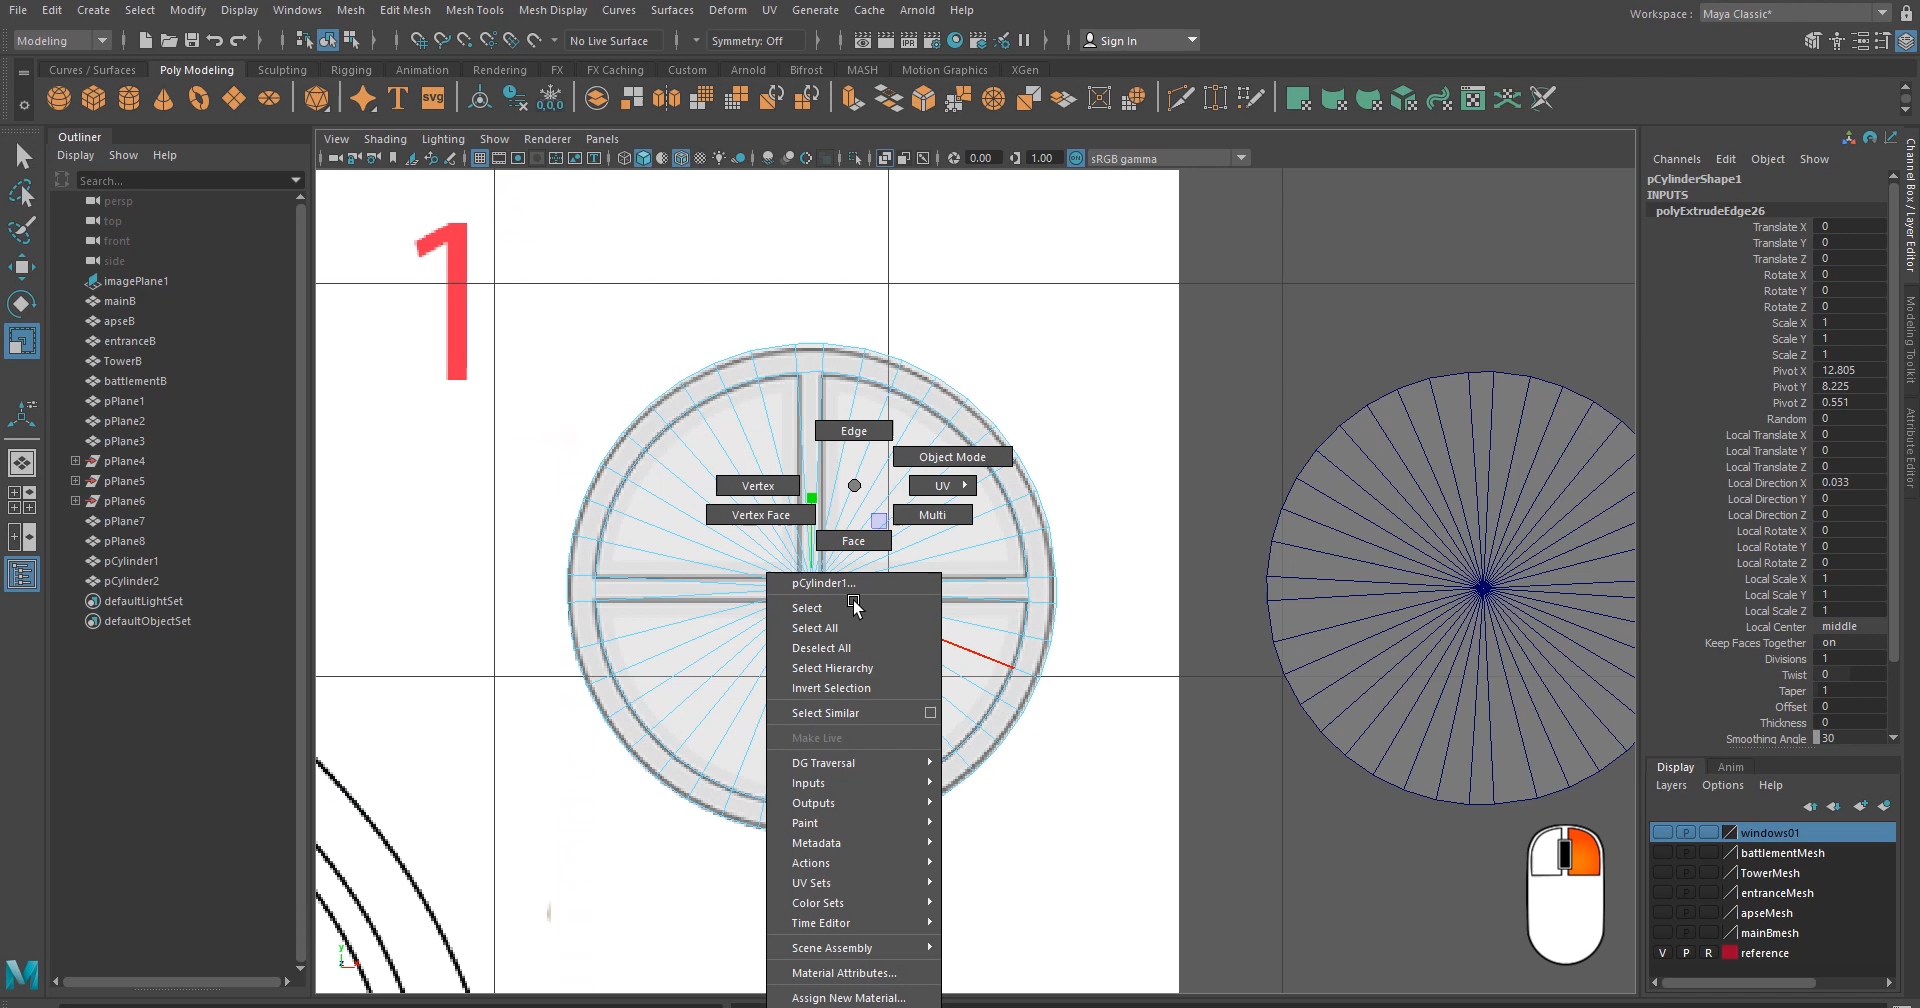 File Edit Create Select Modify Display Windows Mesh Edit Mesh Mesh Tools Mesh Display Curves Surfaces Deform UV Generate Cache Arnold Help
Workspace : Maya Classic*
Modeling
No Live Surface
Symmetry: Off
IPR
Sign In
Curves / Surfaces Poly Modeling Sculpting Rigging Animation Rendering FX FX Caching Custom Arnold Bifrost MASH Motion Graphics XGen
T
SVG
0,0,0
Outliner
Display Show Help
Search...
persp
top
front
side
imagePlane1
mainB
apseB
entranceB
TowerB
battlementB
pPlane1
pPlane2
pPlane3
pPlane4
pPlane5
pPlane6
pPlane7
pPlane8
pCylinder1
pCylinder2
defaultLightSet
defaultObjectSet
View Shading Lighting Show Renderer Panels
0.00
1.00
ON
sRGB gamma
1
Edge
Object Mode
Vertex
UV
Vertex Face
Multi
Face
pCylinder1...
Select
Select All
Deselect All
Select Hierarchy
Invert Selection
Select Similar
Make Live
DG Traversal
Inputs
Outputs
Paint
Metadata
Actions
UV Sets
Color Sets
Time Editor
Scene Assembly
Material Attributes...
Assign New Material...
y
z
Channels Edit Object Show
pCylinderShape1
INPUTS
polyExtrudeEdge26
Translate X 0
Translate Y 0
Translate Z 0
Rotate X 0
Rotate Y 0
Rotate Z 0
Scale X 1
Scale Y 1
Scale Z 1
Pivot X 12.805
Pivot Y 8.225
Pivot Z 0.551
Random 0
Local Translate X 0
Local Translate Y 0
Local Translate Z 0
Local Direction X 0.033
Local Direction Y 0
Local Direction Z 0
Local Rotate X 0
Local Rotate Y 0
Local Rotate Z 0
Local Scale X 1
Local Scale Y 1
Local Scale Z 1
Local Center middle
Keep Faces Together on
Divisions 1
Twist 0
Taper 1
Offset 0
Thickness 0
Smoothing Angle 30
Display Anim
Layers Options Help
P windows01
P battlementMesh
P TowerMesh
P entranceMesh
P apseMesh
P mainBmesh
V P R reference
Channel Box / Layer Editor
Modeling Toolkit
Attribute Editor
M